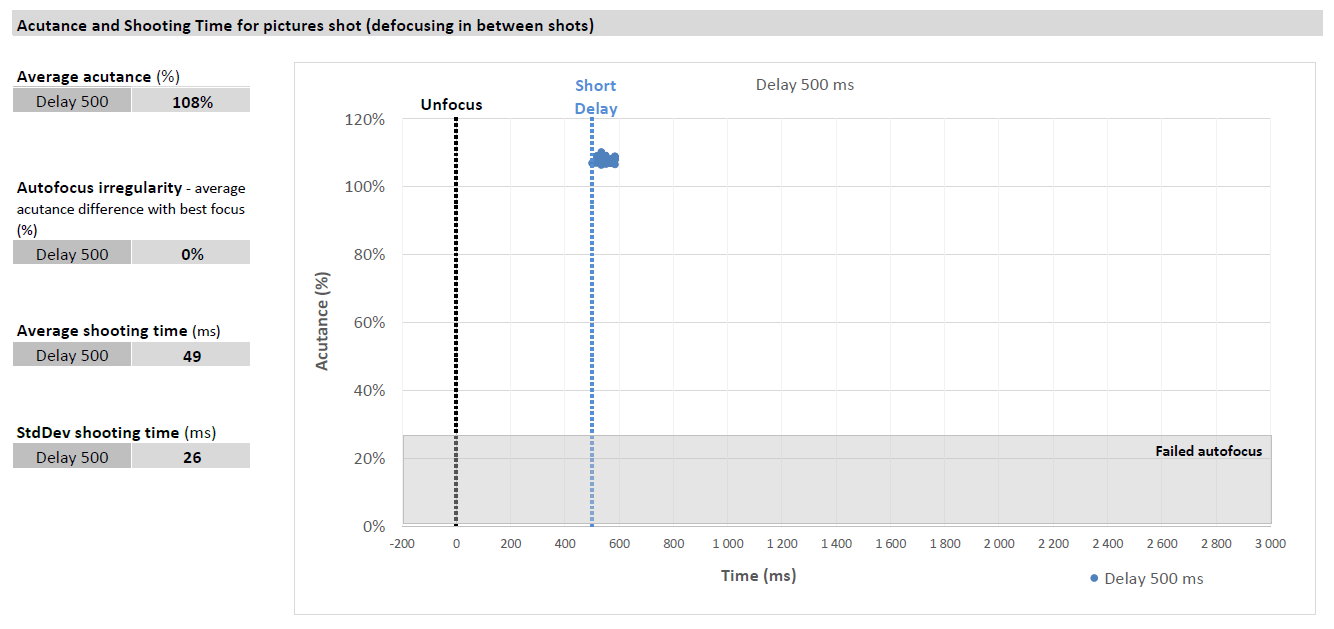 Acutance and Shooting Time for pictures shot (defocusing in between shots)
Average acutance (%)
Delay 500 108%
Autofocus irregularity - average
acutance difference with best focus
(%)
Delay 500 0%
Average shooting time (ms)
Delay 500 49
StdDev shooting time (ms)
Delay 500 26
Delay 500 ms
Unfocus
Short
Delay
120%
100%
80%
60%
40%
20%
0%
Acutance (%)
Failed autofocus
-200 0 200 400 600 800 1 000 1 200 1 400 1 600 1 800 2 000 2 200 2 400 2 600 2 800 3 000
Time (ms)
Delay 500 ms